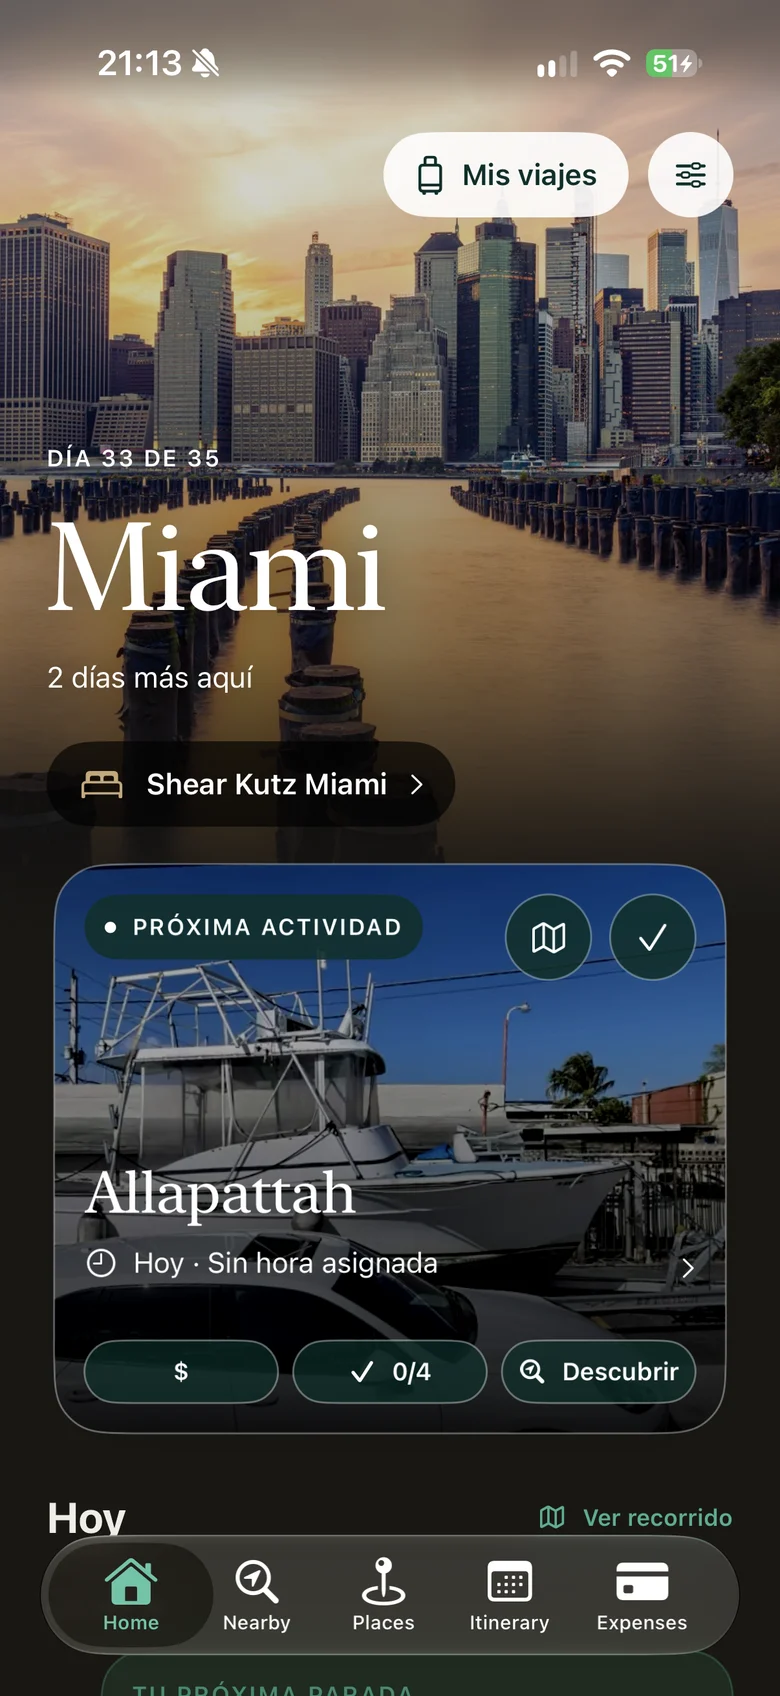 21:13
51
Mis viajes
DÍA 33 DE 35
Miami
2 días más aquí
Shear Kutz Miami
PRÓXIMA ACTIVIDAD
Allapattah
Hoy · Sin hora asignada
$
0/4
Descubrir
Hoy
Ver recorrido
Home
Nearby
Places
Itinerary
Expenses
TU PRÓXIMA PARADA